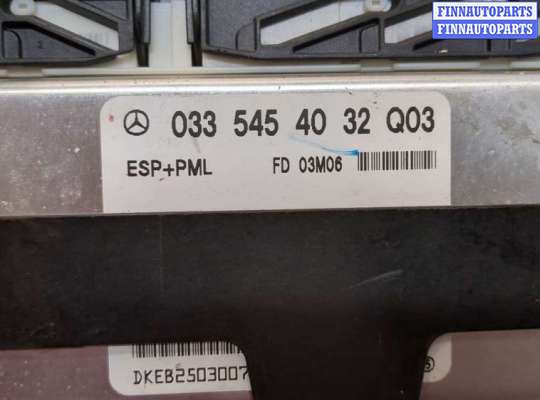 FINNAUTOPARTS
FINNAUTOPARTS
033 545 40 32 Q03
ESP+PML FD 03M06
DKEB2503007